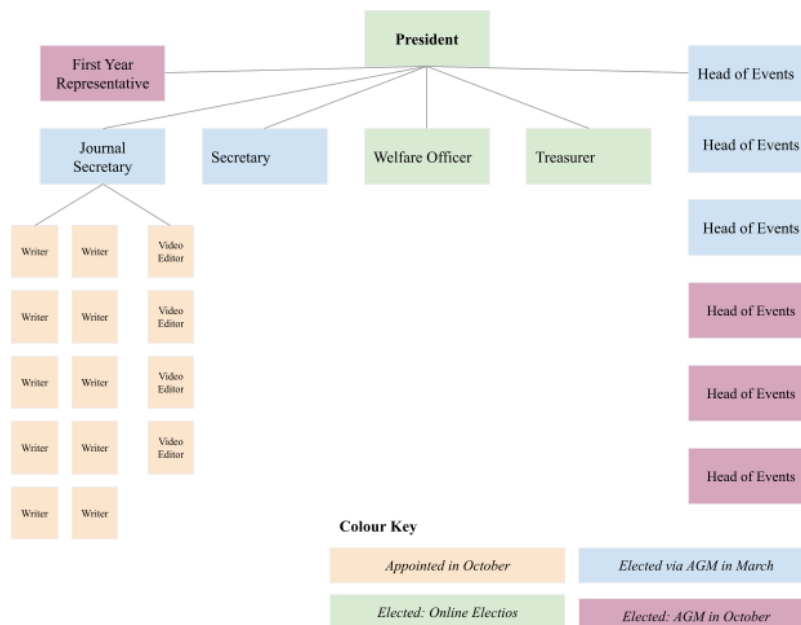 President
First Year
Representative
Head of Events
Journal
Secretary
Secretary
Welfare Officer
Treasurer
Head of Events
Head of Events
Writer
Writer
Video
Editor
Writer
Writer
Video
Editor
Head of Events
Writer
Writer
Video
Editor
Head of Events
Writer
Writer
Video
Editor
Head of Events
Writer
Writer
Colour Key
Appointed in October
Elected via AGM in March
Elected: Online Electios
Elected: AGM in October